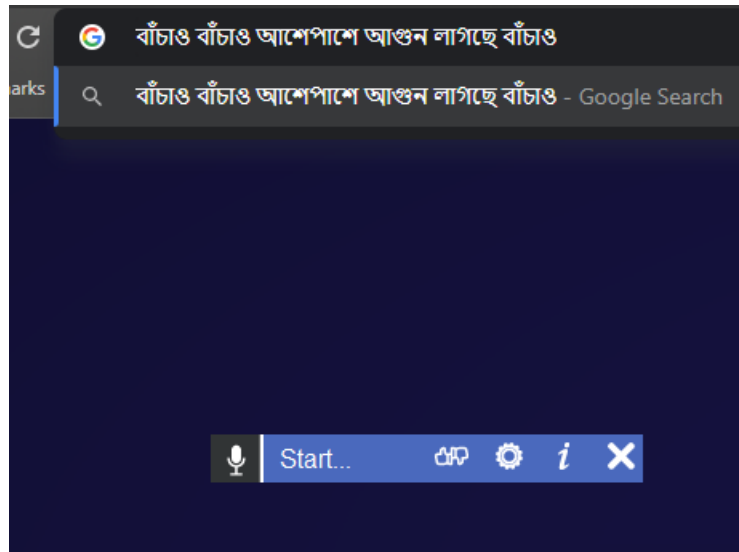 বাঁচাও বাঁচাও আশেপাশে আগুন লাগছে বাঁচাও
arks
বাঁচাও বাঁচাও আশেপাশে আগুন লাগছে বাঁচাও - Google Search
Start...